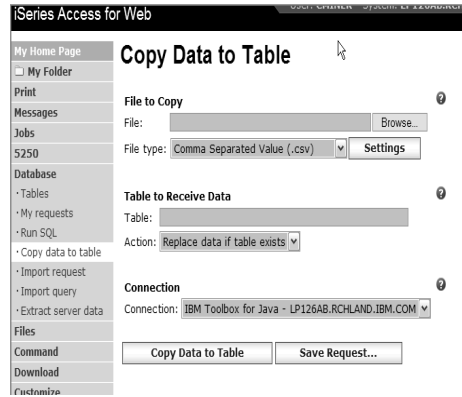 iSeries Access for Web
My Home Page
My Folder
Print
Messages
Jobs
5250
Database
· Tables
· My requests
· Run SQL
· Copy data to table
· Import request
· Import query
· Extract server data
Files
Command
Download
Customize
Copy Data to Table
File to Copy
File:
Browse...
File type: Comma Separated Value (.csv)
Settings
Table to Receive Data
Table:
Action: Replace data if table exists
Connection
Connection: IBM Toolbox for Java - LP126AB.RCHLAND.IBM.COM
Copy Data to Table
Save Request...